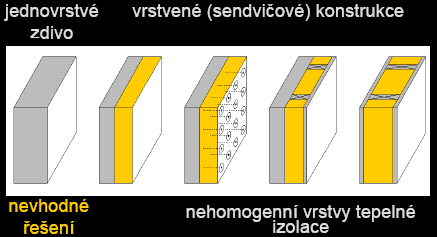 jednovrstvé
zdivo
vrstvené (sendvičové) konstrukce
nevhodné
řešení
nehomogenní vrstvy tepelné
izolace